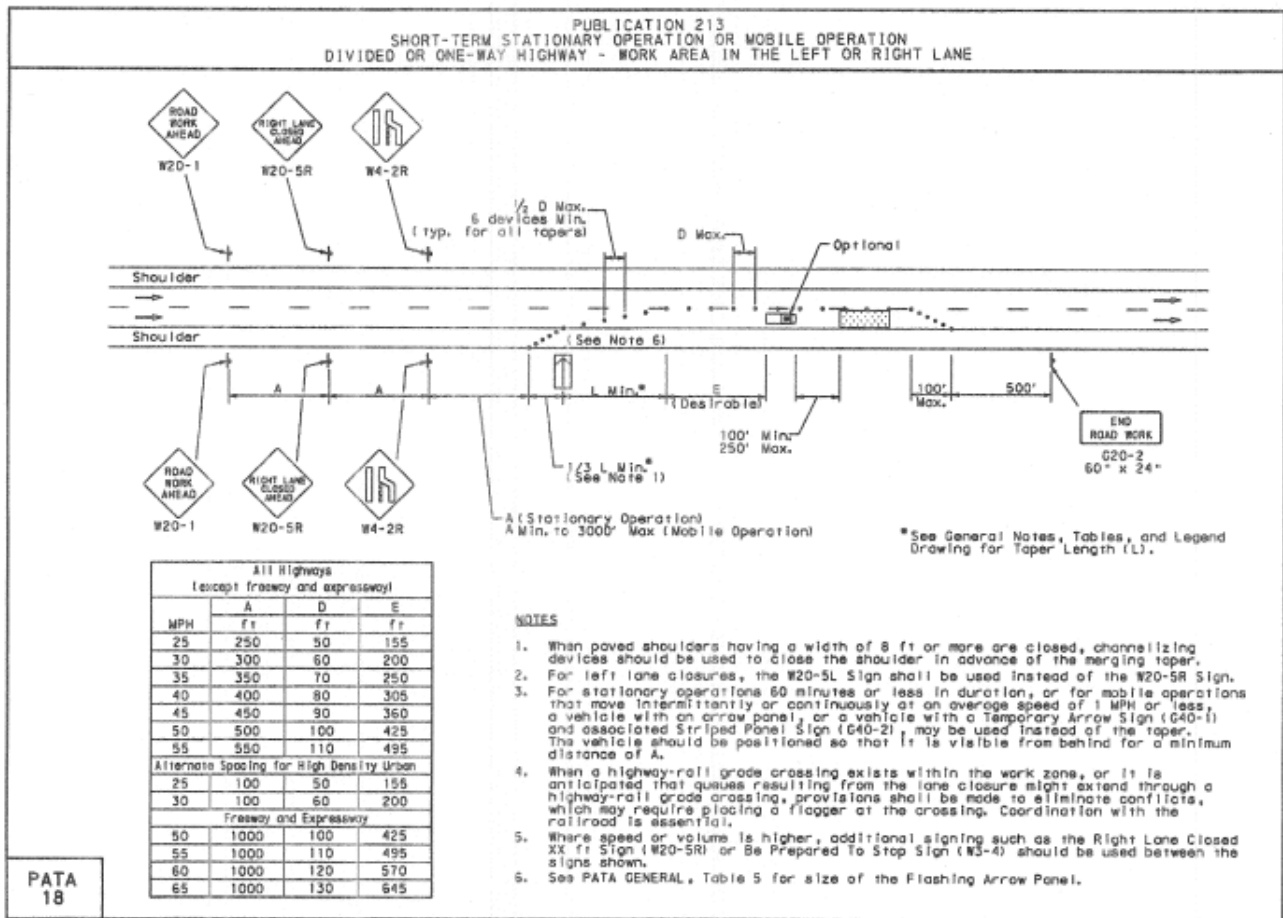 PUBLICATION 213
SHORT-TERM STATIONARY OPERATION OR MOBILE OPERATION
DIVIDED OR ONE-WAY HIGHWAY - WORK AREA IN THE LEFT OR RIGHT LANE
ROAD
WORK
AHEAD
W20-1
RIGHT LANE
CLOSED
AHEAD
W20-5R
W4-2R
1/2 D Max.
6 devices Min.
(typ. for all tapers)
D Max.
Optional
Shoulder
Shoulder
(See Note 6)
A
A
L Min.*
E
(Desirable)
100' Min.
250' Max.
100'
Max.
500'
END
ROAD WORK
G20-2
60" x 24"
1/3 L Min.*
(See Note 1)
A (Stationary Operation)
A Min. to 3000' Max (Mobile Operation)
ROAD
WORK
AHEAD
W20-1
RIGHT LANE
CLOSED
AHEAD
W20-5R
W4-2R
*See General Notes, Tables, and Legend
Drawing for Taper Length (L).
All Highways
(except freeway and expressway)
A D E
MPH ft ft ft
25 250 50 155
30 300 60 200
35 350 70 250
40 400 80 305
45 450 90 360
50 500 100 425
55 550 110 495
Alternate Spacing for High Density Urban
25 100 50 155
30 100 60 200
Freeway and Expressway
50 1000 100 425
55 1000 110 495
60 1000 120 570
65 1000 130 645
NOTES
1. When paved shoulders having a width of 8 ft or more are closed, channelizing
devices should be used to close the shoulder in advance of the merging taper.
2. For left lane closures, the W20-5L Sign shall be used instead of the W20-5R Sign.
3. For stationary operations 60 minutes or less in duration, or for mobile operations
that move intermittently or continuously at an average speed of 1 MPH or less,
a vehicle with an arrow panel, or a vehicle with a Temporary Arrow Sign (G40-1)
and associated Striped Panel Sign (G40-2), may be used instead of the taper.
The vehicle should be positioned so that it is visible from behind for a minimum
distance of A.
4. When a highway-rail grade crossing exists within the work zone, or it is
anticipated that queues resulting from the lane closure might extend through a
highway-rail grade crossing, provisions shall be made to eliminate conflicts,
which may require placing a flagger at the crossing. Coordination with the
railroad is essential.
5. Where speed or volume is higher, additional signing such as the Right Lane Closed
XX ft Sign (W20-5R) or Be Prepared To Stop Sign (W3-4) should be used between the
signs shown.
6. See PATA GENERAL, Table 5 for size of the Flashing Arrow Panel.
PATA
18